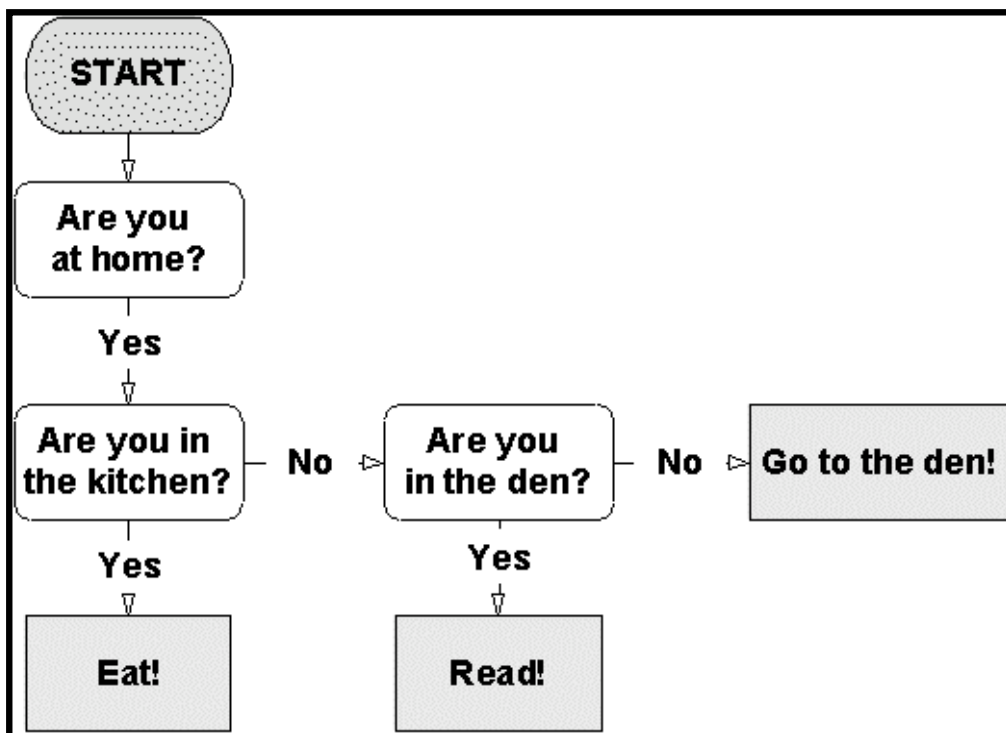 START
Are you
at home?
Yes
Are you in
the kitchen?
No
Are you
in the den?
No
Go to the den!
Yes
Yes
Eat!
Read!